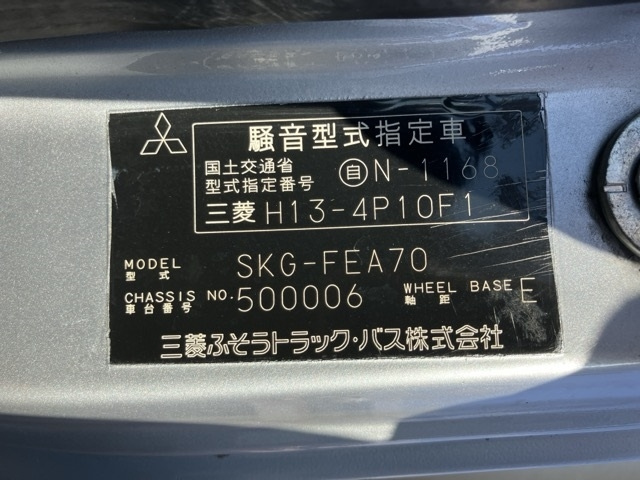 騒音型式指定車
国土交通省
型式指定番号 自N-1168
三菱 H13-4P10F1
MODEL
型式 SKG-FEA70
CHASSIS NO. 500006 WHEEL BASE E
車台番号 軸距
三菱ふそうトラック・バス株式会社